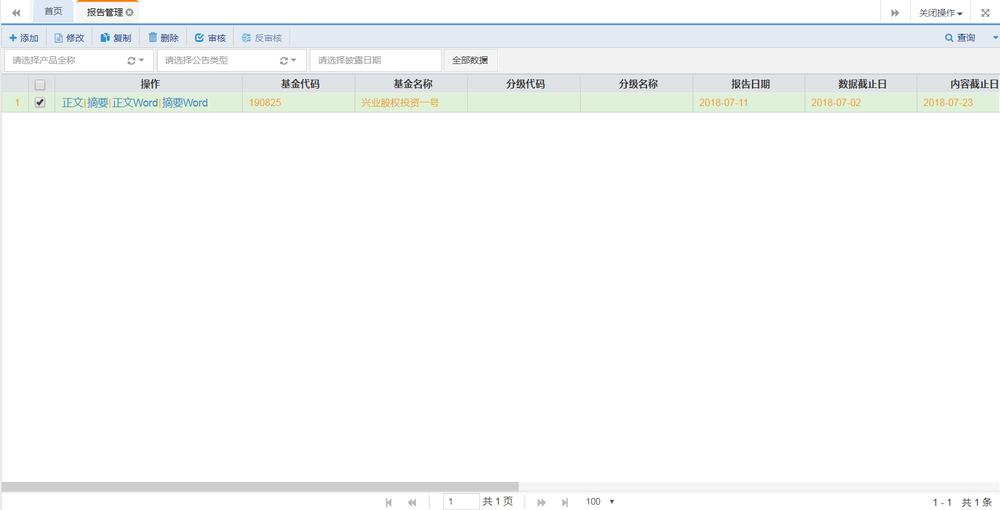 首页 报告管理 关闭操作
添加 修改 复制 删除 审核 反审核 查询
请选择产品全称 请选择公告类型 请选择披露日期 全部数据
操作 基金代码 基金名称 分级代码 分级名称 报告日期 数据截止日 内容截止日
1 正文|摘要|正文Word|摘要Word 190825 兴业股权投资一号 2018-07-11 2018-07-02 2018-07-23
1 共 1 页 100 1 - 1 共 1 条